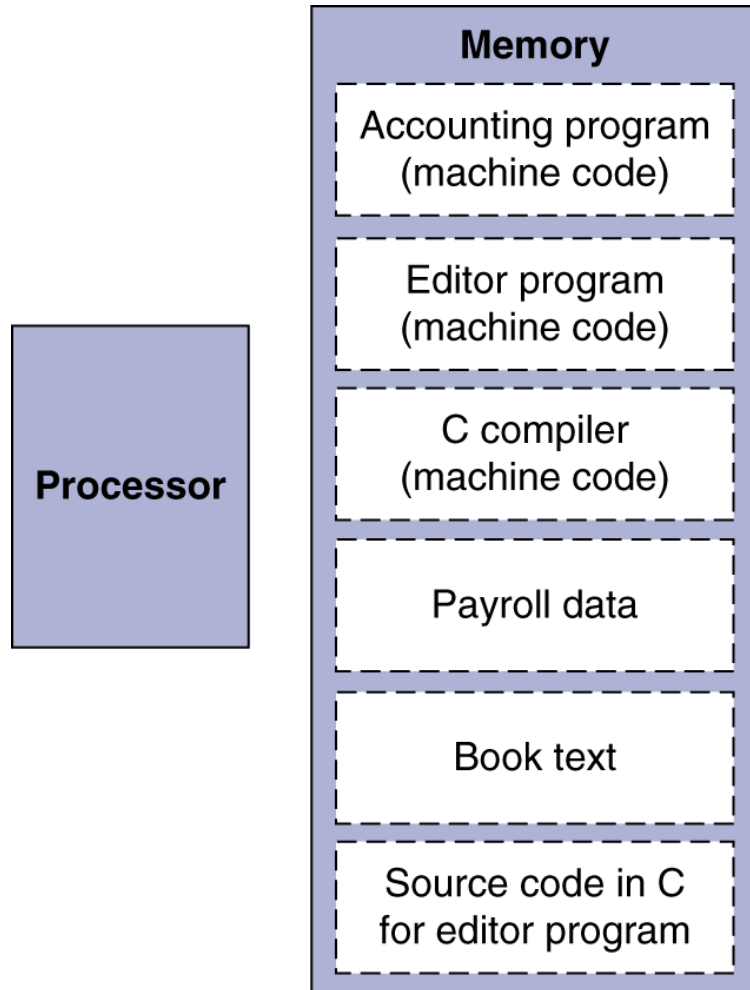 Memory
Accounting program
(machine code)
Editor program
(machine code)
C compiler
(machine code)
Processor
Payroll data
Book text
Source code in C
for editor program